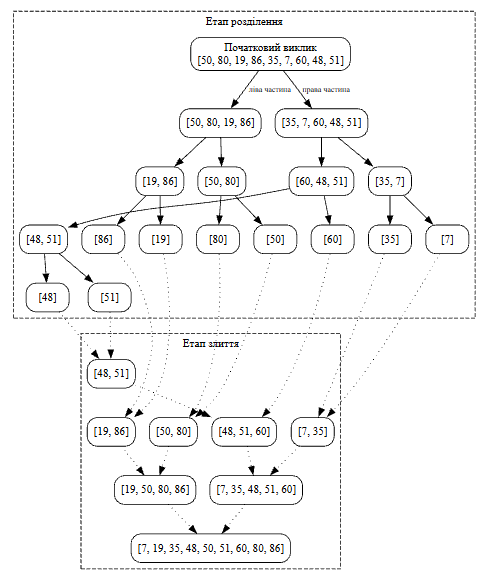 Етап розділення
Початковий виклик
[50, 80, 19, 86, 35, 7, 60, 48, 51]
ліва частина
права частина
[50, 80, 19, 86]
[35, 7, 60, 48, 51]
[19, 86]
[50, 80]
[60, 48, 51]
[35, 7]
[48, 51]
[86]
[19]
[80]
[50]
[60]
[35]
[7]
[48]
[51]
Етап злиття
[48, 51]
[19, 86]
[50, 80]
[48, 51, 60]
[7, 35]
[19, 50, 80, 86]
[7, 35, 48, 51, 60]
[7, 19, 35, 48, 50, 51, 60, 80, 86]